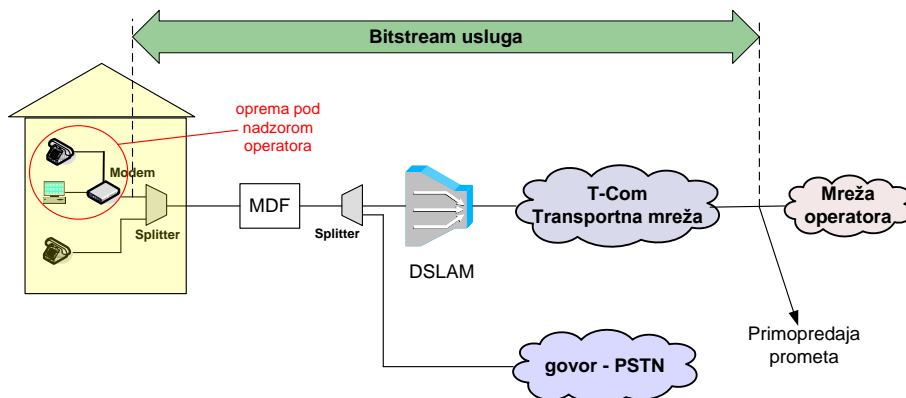 Bitstream usluga
oprema pod
nadzorom
operatora
Modem
Splitter
MDF
Splitter
DSLAM
T-Com
Transportna mreža
Mreža
operatora
Primopredaja
prometa
govor - PSTN